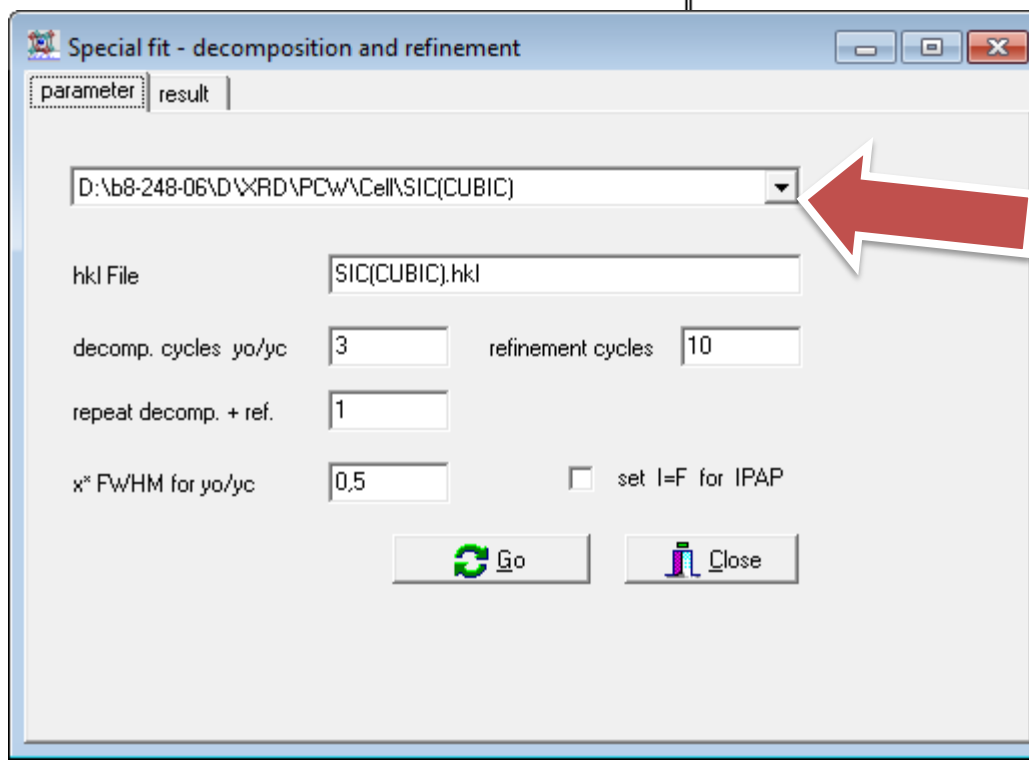 Special fit - decomposition and refinement
parameter result
D:\b8-248-06\D\XRD\PCW\Cell\SIC(CUBIC)
hkl File SIC(CUBIC).hkl
decomp. cycles yo/yc 3 refinement cycles 10
repeat decomp. + ref. 1
x* FWHM for yo/yc 0,5 set I=F for IPAP
Go Close